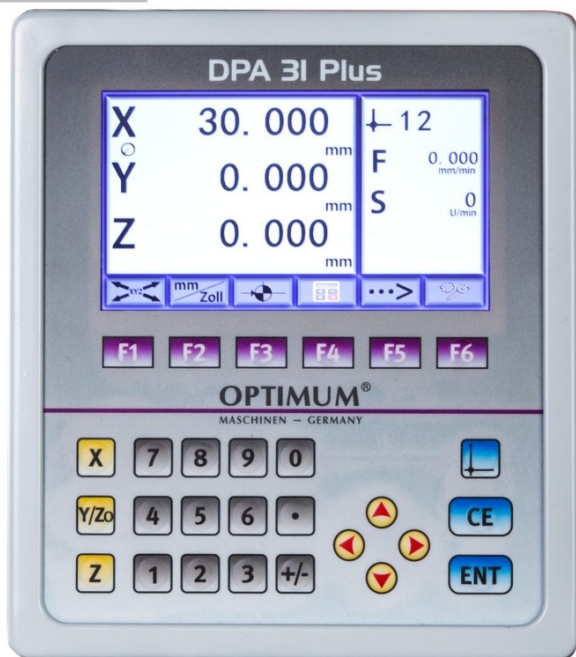 DPA 3I Plus
X 30. 000 mm
Y 0. 000 mm
Z 0. 000 mm
12
F 0. 000 mm/min
S 0 U/min
XYZ mm Zoll
F1 F2 F3 F4 F5 F6
OPTIMUM®
MASCHINEN – GERMANY
X 7 8 9 0
Y/Zo 4 5 6 • CE
Z 1 2 3 +/- ENT